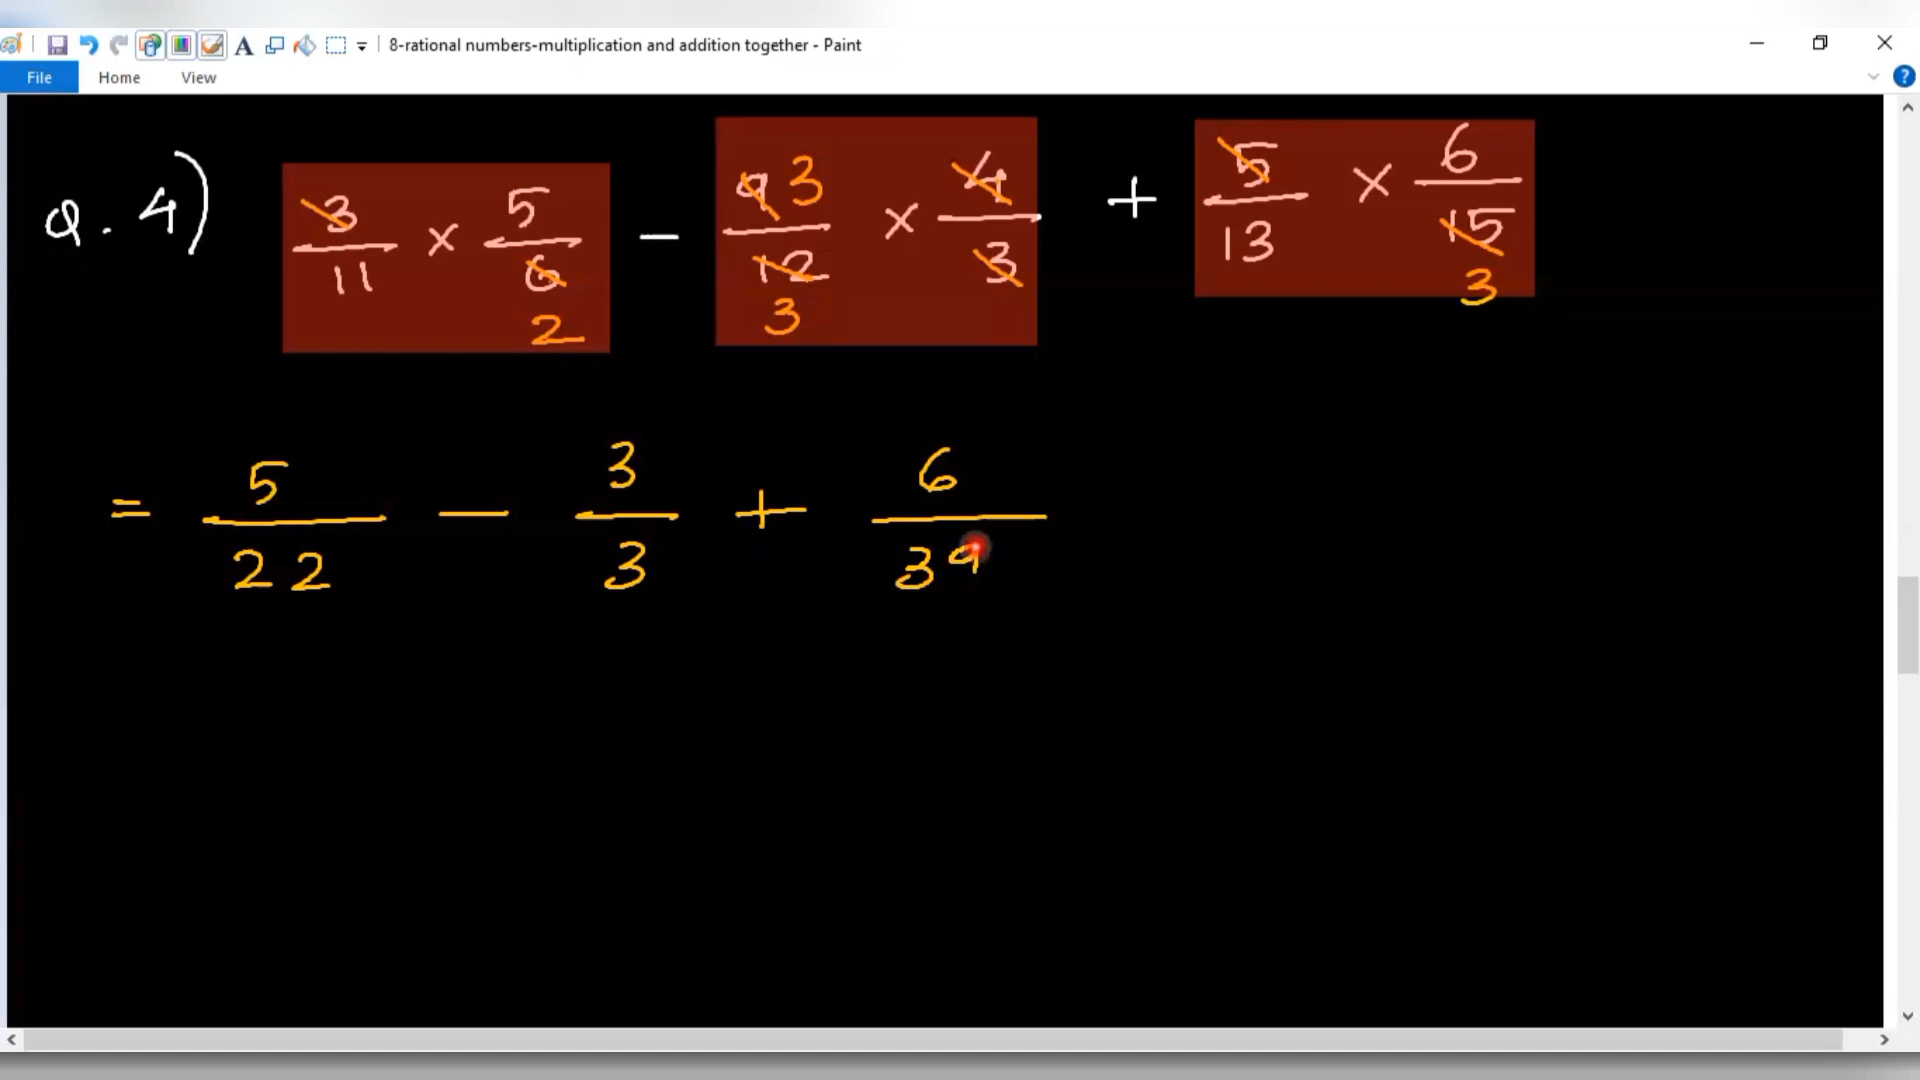 8-rational numbers-multiplication and addition together - Paint
File Home View
Q. 4) 3/11 × 5/6 2 - 9 3/12 3 × 4/3 + 5/13 × 6/15 3
= 5/22 - 3/3 + 6/39